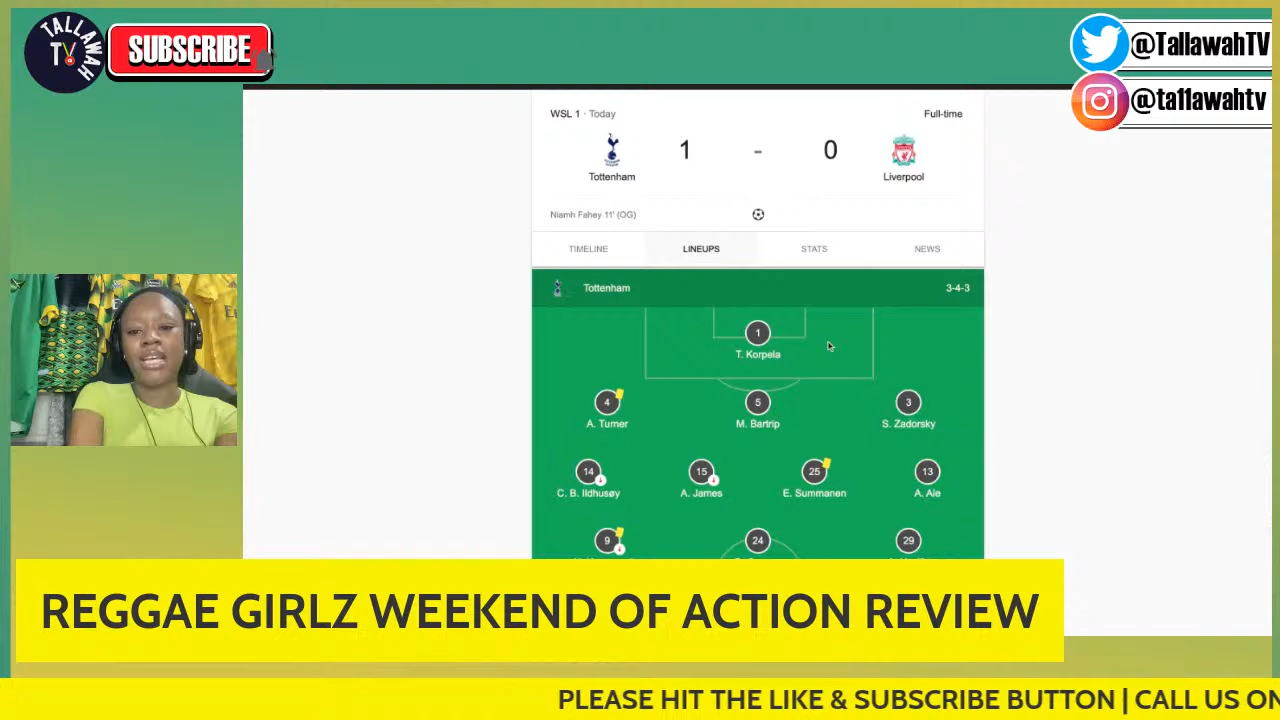 TALLAWAH
TV
SUBSCRIBE
@TallawahTV
@ta11awahtv
WSL 1 · Today
Full-time
1 - 0
Tottenham
Liverpool
Niamh Fahey 11' (OG)
TIMELINE
LINEUPS
STATS
NEWS
Tottenham
3-4-3
1
T. Korpela
4
5
3
A. Turner
M. Bartrip
S. Zadorsky
14
15
25
13
C. B. Ildhusøy
A. James
E. Summanen
A. Ale
9
24
29
REGGAE GIRLZ WEEKEND OF ACTION REVIEW
PLEASE HIT THE LIKE & SUBSCRIBE BUTTON | CALL US ON